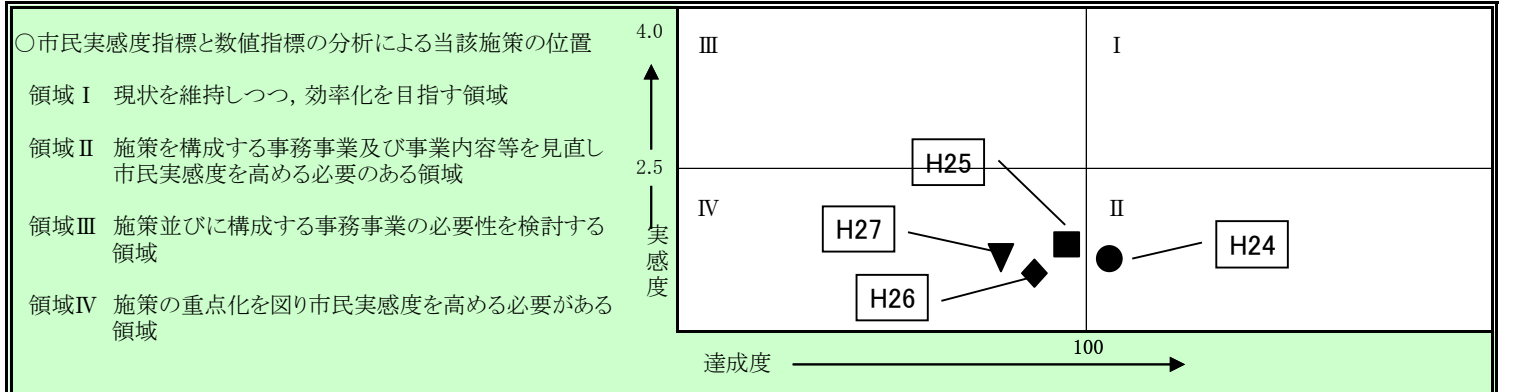 ○市民実感度指標と数値指標の分析による当該施策の位置
領域Ⅰ 現状を維持しつつ，効率化を目指す領域
領域Ⅱ 施策を構成する事務事業及び事業内容等を見直し
市民実感度を高める必要のある領域
領域Ⅲ 施策並びに構成する事務事業の必要性を検討する
領域
領域Ⅳ 施策の重点化を図り市民実感度を高める必要がある
領域
4.0
2.5
実感度
Ⅲ
Ⅰ
Ⅳ
Ⅱ
H25
H27
H24
H26
100
達成度